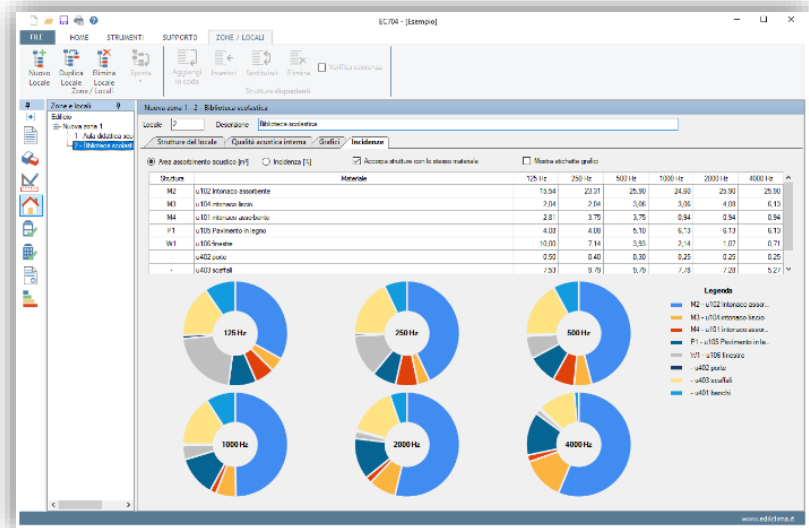 EC704 - [Esempio]
FILE HOME STRUMENTI SUPPORTO ZONE / LOCALI
Nuovo Locale
Duplica Locale
Elimina Locale
Sposta
Aggiungi in coda
Inserisci
Sostituisci
Elimina
Verifica coerenza
Zone / Locali
Strutture disperdenti
Zone e locali
Nuova zona 1 - 2 - Biblioteca scolastica
Edificio
Nuova zona 1
1 - Aula didattica acu
2 - Biblioteca scolast
Locale 2 Descrizione Biblioteca scolastica
Strutture del locale Qualità acustica interna Grafici Incidenze
Area assorbimento acustico [m²] Incidenza [%] Accorpa strutture con lo stesso materiale Mostra etichette grafici
Struttura Materiale 125 Hz 250 Hz 500 Hz 1000 Hz 2000 Hz 4000 Hz
M2 u102 Intonaco assorbente 15,54 23,31 25,90 24,60 25,90 25,90
M3 u104 intonaco liscio 2,04 2,04 3,06 3,06 4,08 6,13
M4 u101 intonaco assorbente 2,81 3,75 3,75 0,94 0,94 0,94
P1 u105 Pavimento in legno 4,08 4,08 5,10 6,13 6,13 6,13
W1 u106 finestre 10,00 7,14 3,93 2,14 1,07 0,71
- u402 porte 0,50 0,40 0,30 0,25 0,25 0,25
- u403 scaffali 7,53 9,79 9,79 7,78 7,28 5,27
125 Hz
250 Hz
500 Hz
1000 Hz
2000 Hz
4000 Hz
Legenda
M2 - u102 Intonaco assor...
M3 - u104 intonaco liscio
M4 - u101 intonaco assor...
P1 - u105 Pavimento in le...
W1 - u106 finestre
- u402 porte
- u403 scaffali
- u401 banchi
www.edilclima.it